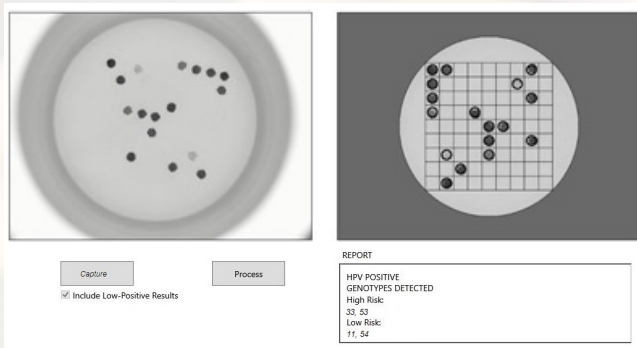 Capture
Process
Include Low-Positive Results
REPORT
HPV POSITIVE
GENOTYPES DETECTED
High Risk:
33, 53
Low Risk:
11, 54